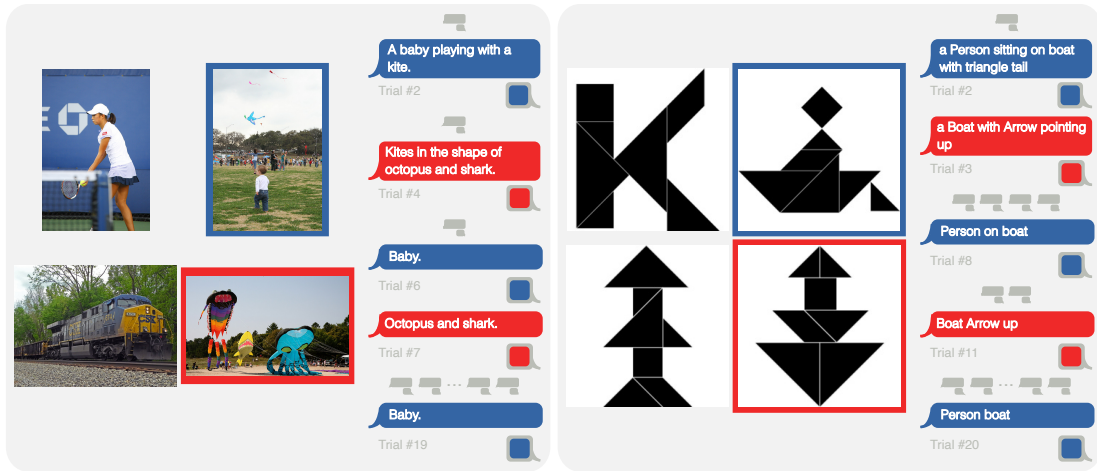 A baby playing with a
kite.
Trial #2
Kites in the shape of
octopus and shark.
Trial #4
Baby.
Trial #6
Octopus and shark.
Trial #7
Baby.
Trial #19
a Person sitting on boat
with triangle tail
Trial #2
a Boat with Arrow pointing
up
Trial #3
Person on boat
Trial #8
Boat Arrow up
Trial #11
Person boat
Trial #20
E
CSX